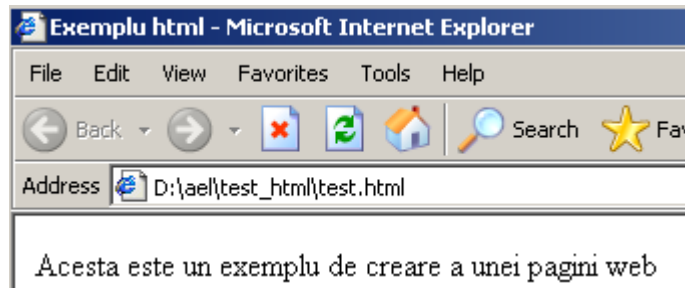 Exemplu html - Microsoft Internet Explorer
File Edit View Favorites Tools Help
Back Search Fav
Address D:\ael\test_html\test.html
Acesta este un exemplu de creare a unei pagini web